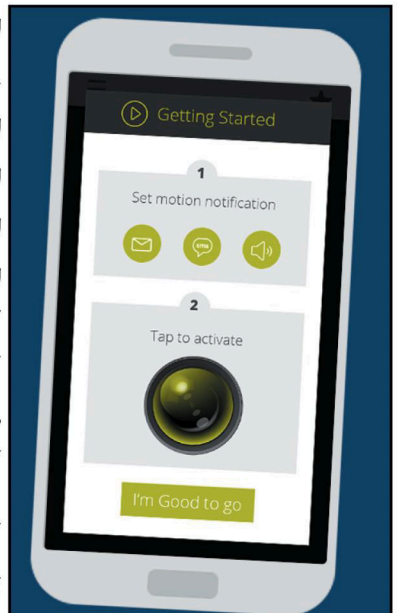 Getting Started
1
Set motion notification
SMS
2
Tap to activate
I'm Good to go